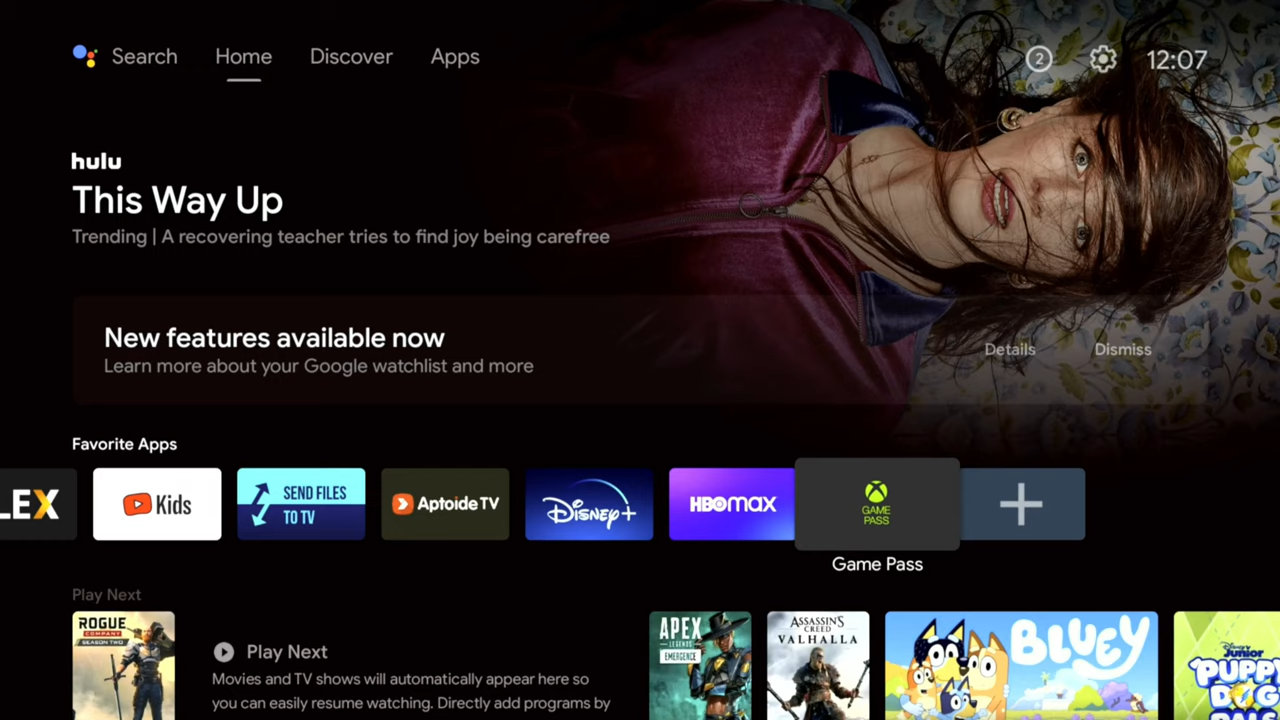 Search Home Discover Apps 2 12:07
hulu
This Way Up
Trending | A recovering teacher tries to find joy being carefree
New features available now
Learn more about your Google watchlist and more
Details Dismiss
Favorite Apps
LEX
Kids
SEND FILES
TO TV
Aptoide TV
Disney+
HBOMAX
GAME
PASS
Game Pass
Play Next
ROGUE
COMPANY
SEASON TWO
Play Next
Movies and TV shows will automatically appear here so
you can easily resume watching. Directly add programs by
APEX
LEGENDS
EMERGENCE
ASSASSIN'S
CREED
VALHALLA
BLUEY
Disney
Junior
PUPPY
DOG